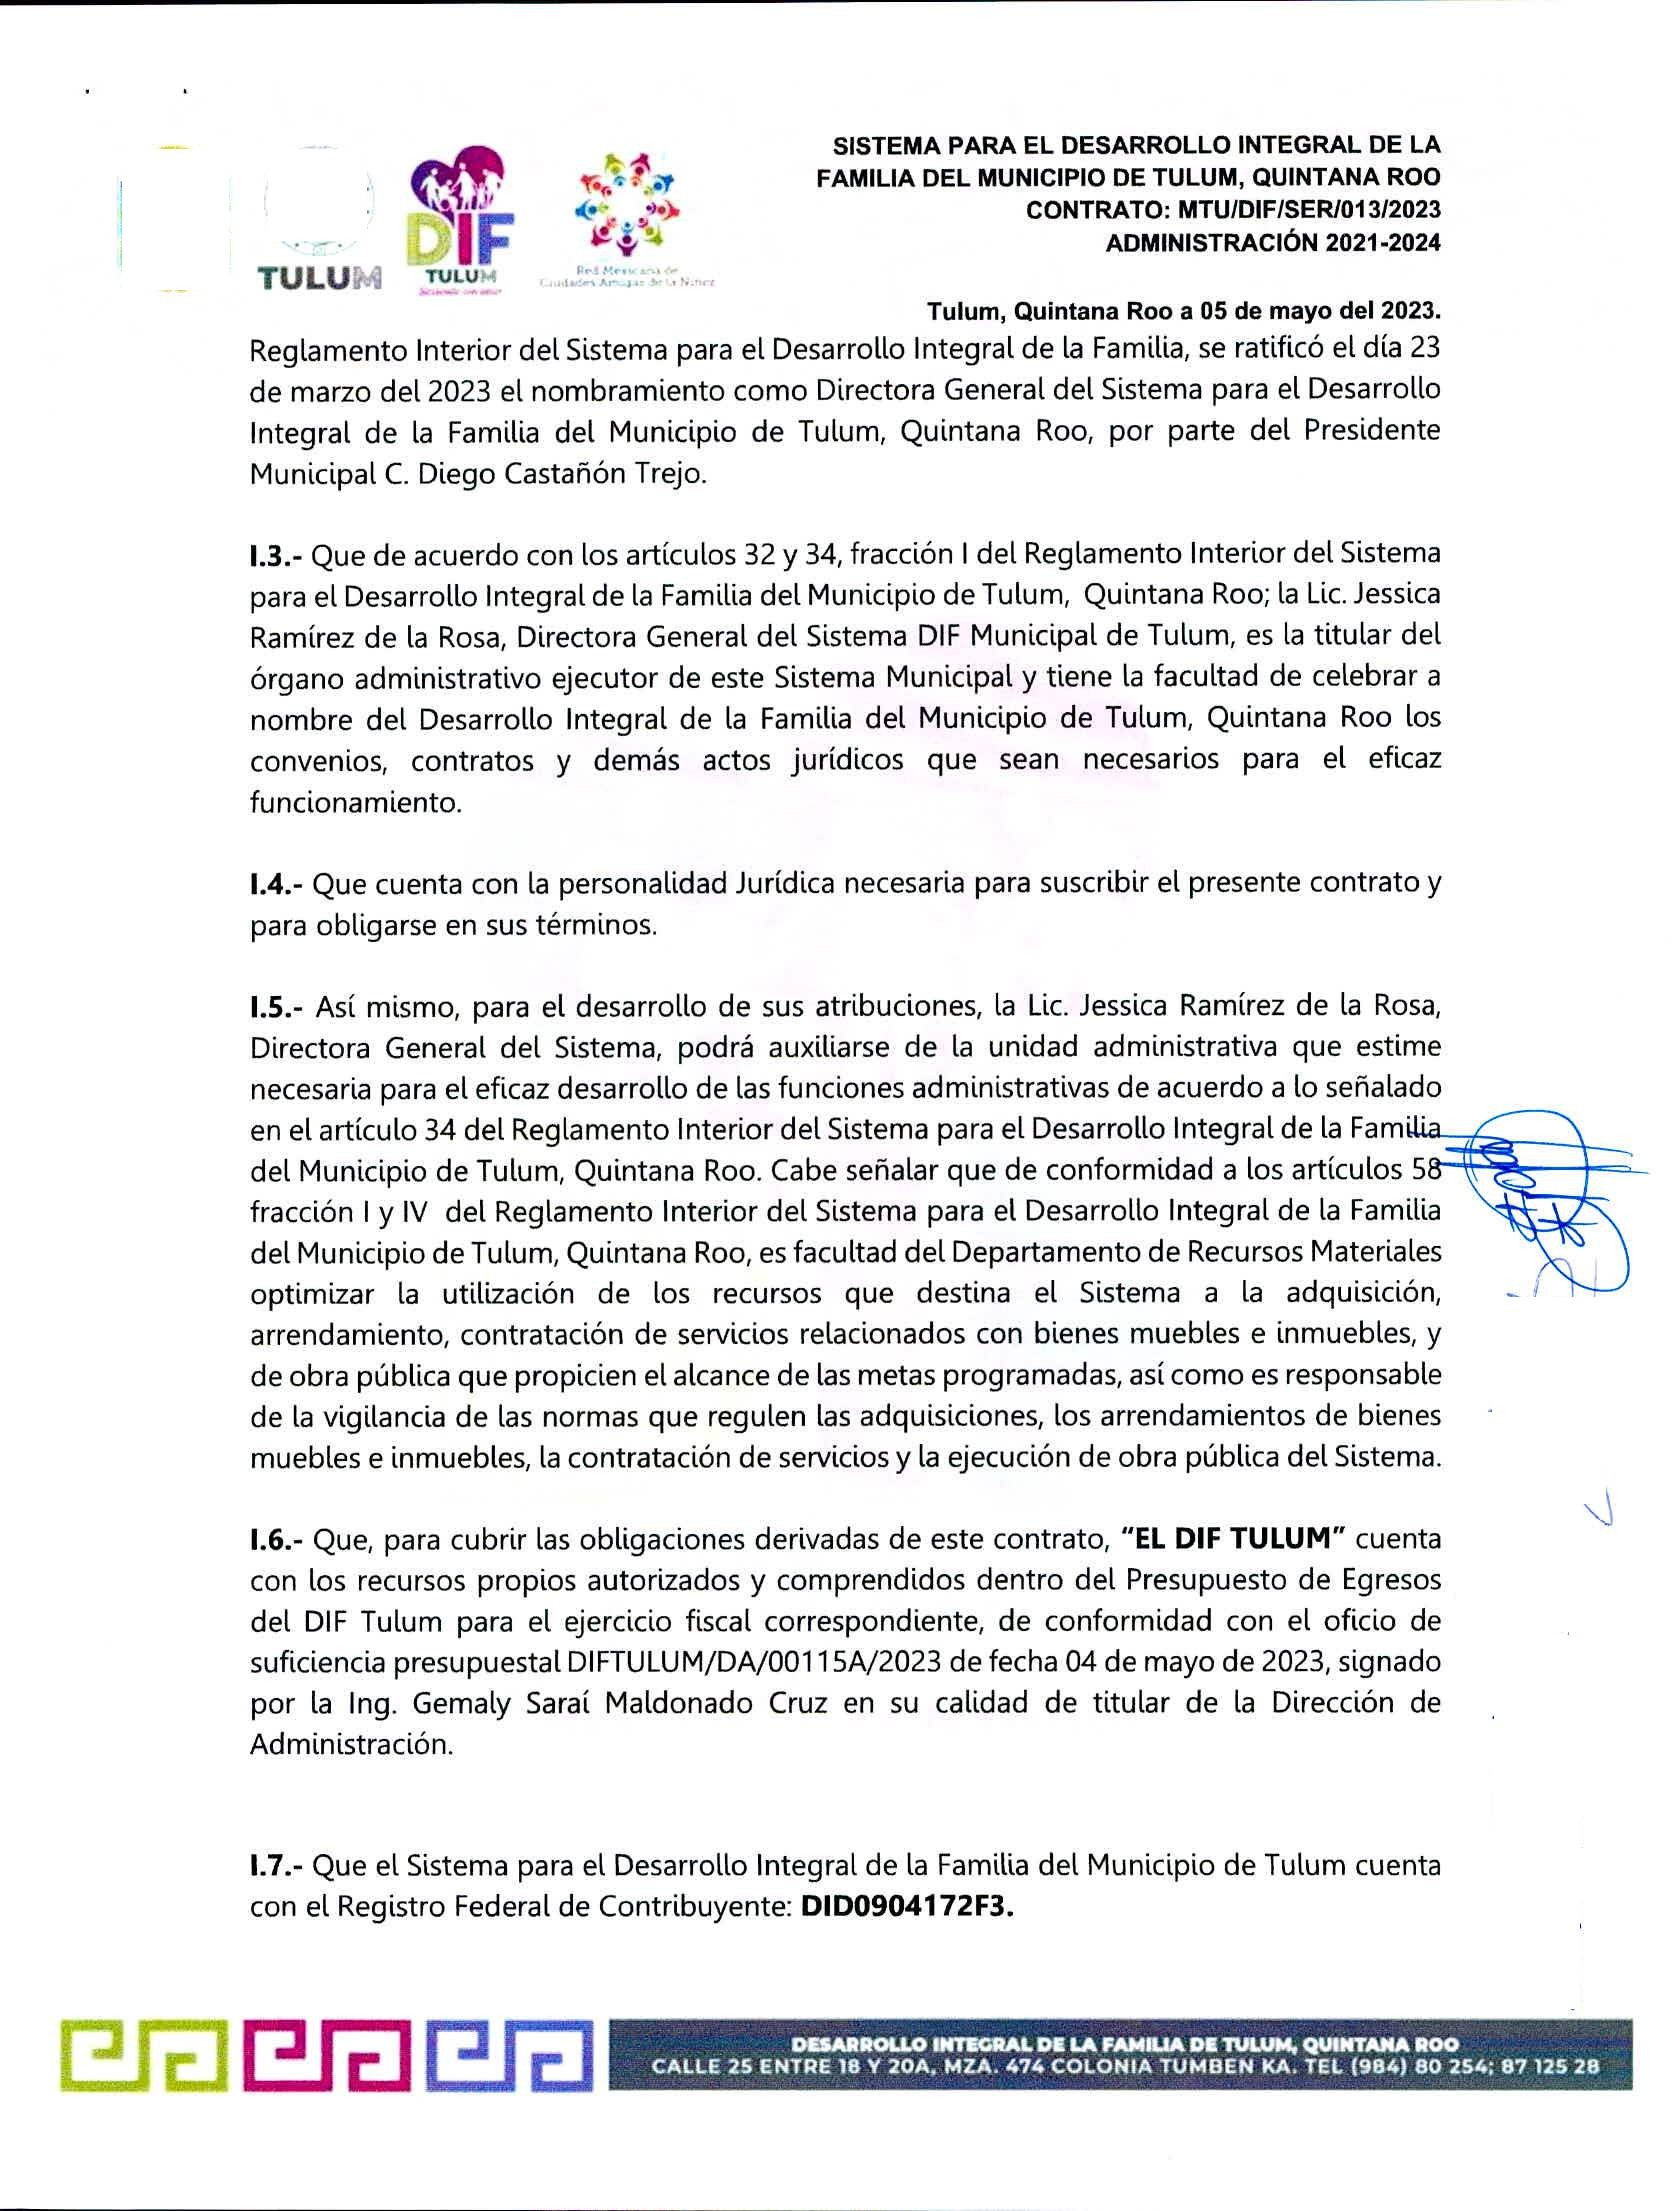 SISTEMA PARA EL DESARROLLO INTEGRAL DE LA
FAMILIA DEL MUNICIPIO DE TULUM, QUINTANA ROO
CONTRATO: MTU/DIF/SER/013/2023
ADMINISTRACIÓN 2021-2024
TULUM
DIF
TULUM
Red Mexicana de
Ciudades Amigas de la Niñez
Tulum, Quintana Roo a 05 de mayo del 2023.
Reglamento Interior del Sistema para el Desarrollo Integral de la Familia, se ratificó el día 23
de marzo del 2023 el nombramiento como Directora General del Sistema para el Desarrollo
Integral de la Familia del Municipio de Tulum, Quintana Roo, por parte del Presidente
Municipal C. Diego Castañón Trejo.
I.3.- Que de acuerdo con los artículos 32 y 34, fracción I del Reglamento Interior del Sistema
para el Desarrollo Integral de la Familia del Municipio de Tulum, Quintana Roo; la Lic. Jessica
Ramírez de la Rosa, Directora General del Sistema DIF Municipal de Tulum, es la titular del
órgano administrativo ejecutor de este Sistema Municipal y tiene la facultad de celebrar a
nombre del Desarrollo Integral de la Familia del Municipio de Tulum, Quintana Roo los
convenios, contratos y demás actos jurídicos que sean necesarios para el eficaz
funcionamiento.
I.4.- Que cuenta con la personalidad Jurídica necesaria para suscribir el presente contrato y
para obligarse en sus términos.
I.5.- Así mismo, para el desarrollo de sus atribuciones, la Lic. Jessica Ramírez de la Rosa,
Directora General del Sistema, podrá auxiliarse de la unidad administrativa que estime
necesaria para el eficaz desarrollo de las funciones administrativas de acuerdo a lo señalado
en el artículo 34 del Reglamento Interior del Sistema para el Desarrollo Integral de la Familia
del Municipio de Tulum, Quintana Roo. Cabe señalar que de conformidad a los artículos 58
fracción I y IV del Reglamento Interior del Sistema para el Desarrollo Integral de la Familia
del Municipio de Tulum, Quintana Roo, es facultad del Departamento de Recursos Materiales
optimizar la utilización de los recursos que destina el Sistema a la adquisición,
arrendamiento, contratación de servicios relacionados con bienes muebles e inmuebles, y
de obra pública que propicien el alcance de las metas programadas, así como es responsable
de la vigilancia de las normas que regulen las adquisiciones, los arrendamientos de bienes
muebles e inmuebles, la contratación de servicios y la ejecución de obra pública del Sistema.
I.6.- Que, para cubrir las obligaciones derivadas de este contrato, “EL DIF TULUM” cuenta
con los recursos propios autorizados y comprendidos dentro del Presupuesto de Egresos
del DIF Tulum para el ejercicio fiscal correspondiente, de conformidad con el oficio de
suficiencia presupuestal DIFTULUM/DA/00115A/2023 de fecha 04 de mayo de 2023, signado
por la Ing. Gemaly Saraí Maldonado Cruz en su calidad de titular de la Dirección de
Administración.
I.7.- Que el Sistema para el Desarrollo Integral de la Familia del Municipio de Tulum cuenta
con el Registro Federal de Contribuyente: DID0904172F3.
DESARROLLO INTEGRAL DE LA FAMILIA DE TULUM, QUINTANA ROO
CALLE 25 ENTRE 18 Y 20A, MZA. 474 COLONIA TUMBEN KA. TEL (984) 80 254; 87 125 28